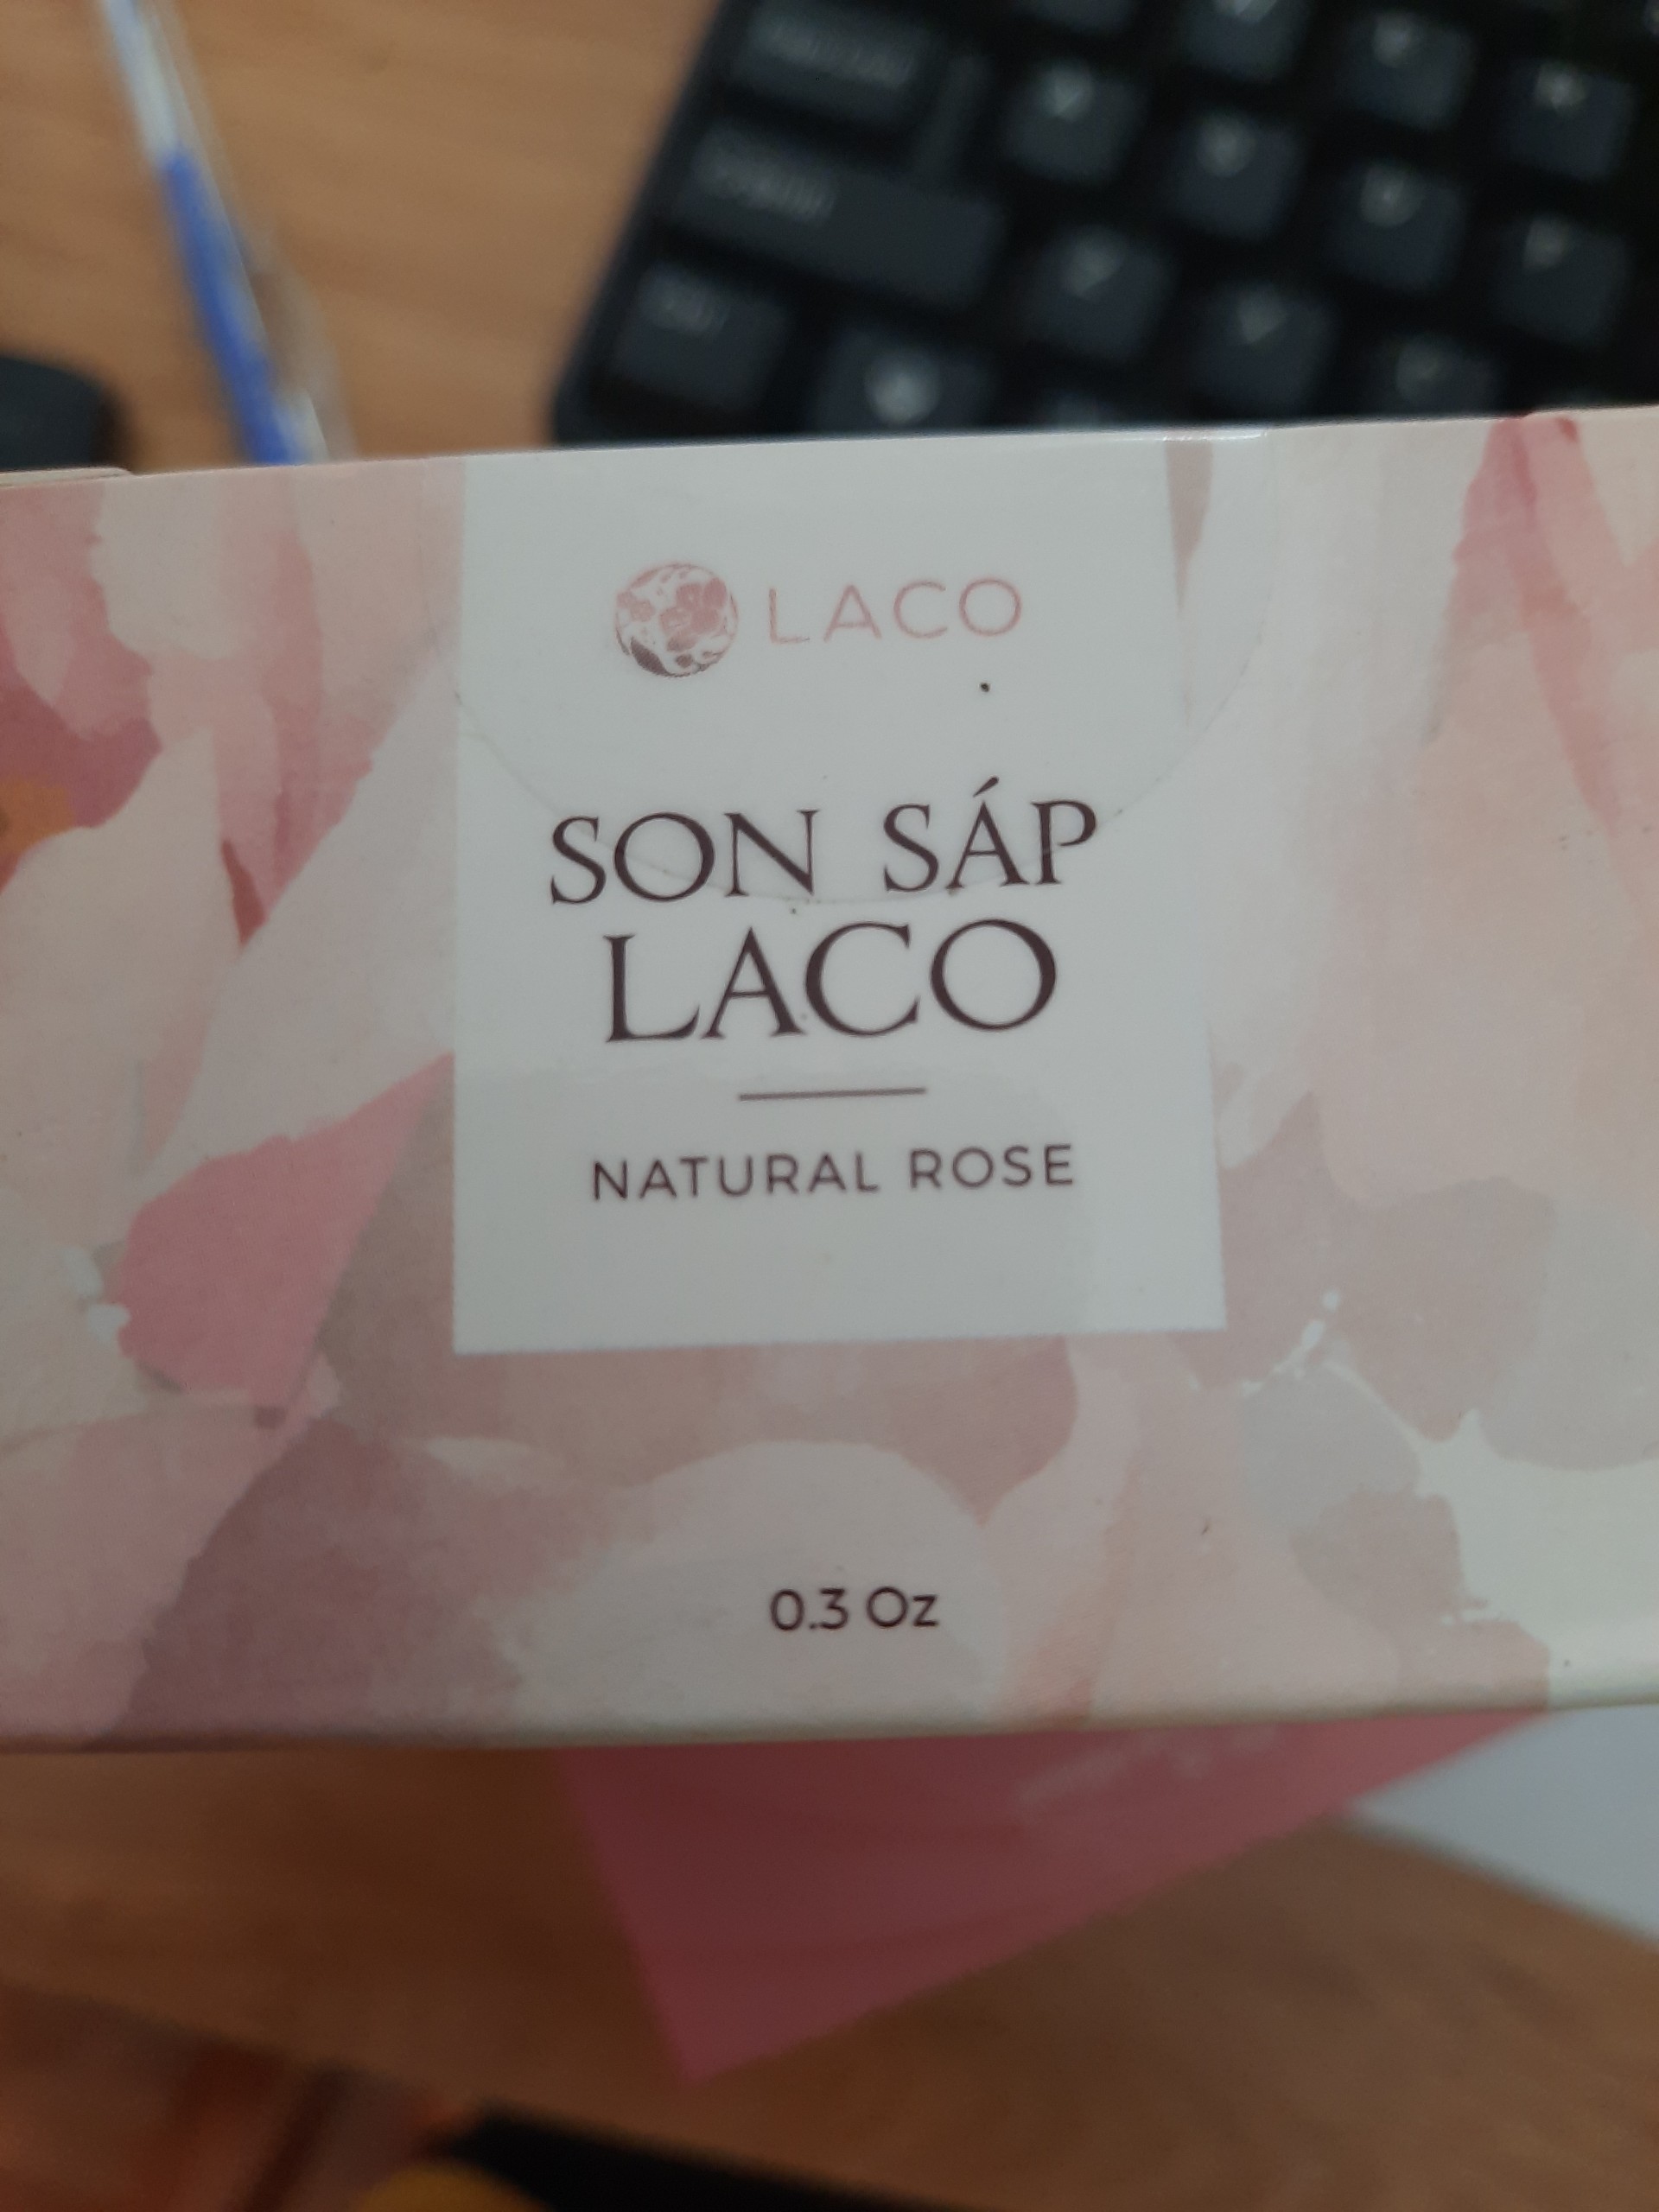 LACO
SON SÁP
LACO
NATURAL ROSE
0.3 Oz